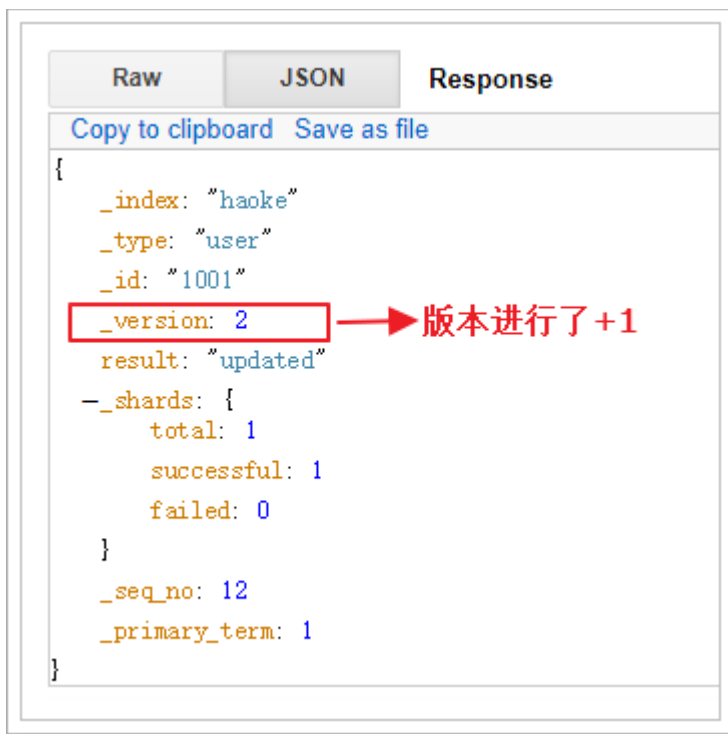 Raw JSON Response
Copy to clipboard Save as file
{
_index: "haoke"
_type: "user"
_id: "1001"
_version: 2 版本进行了+1
result: "updated"
–_shards: {
total: 1
successful: 1
failed: 0
}
_seq_no: 12
_primary_term: 1
}